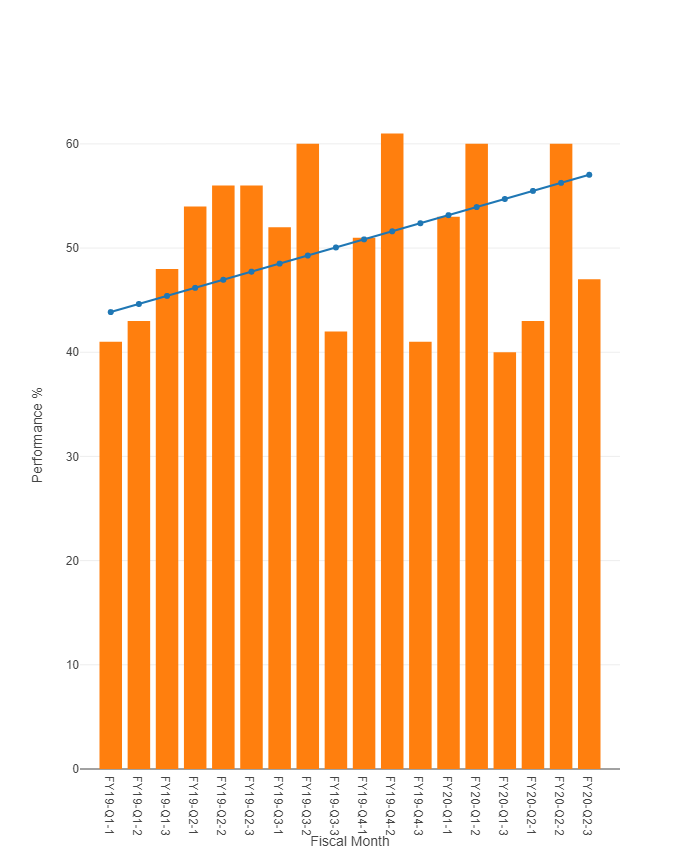 60
50
40
30
20
10
0
Performance %
FY19-Q1-1
FY19-Q1-2
FY19-Q1-3
FY19-Q2-1
FY19-Q2-2
FY19-Q2-3
FY19-Q3-1
FY19-Q3-2
FY19-Q3-3
FY19-Q4-1
FY19-Q4-2
FY19-Q4-3
FY20-Q1-1
FY20-Q1-2
FY20-Q1-3
FY20-Q2-1
FY20-Q2-2
FY20-Q2-3
Fiscal Month